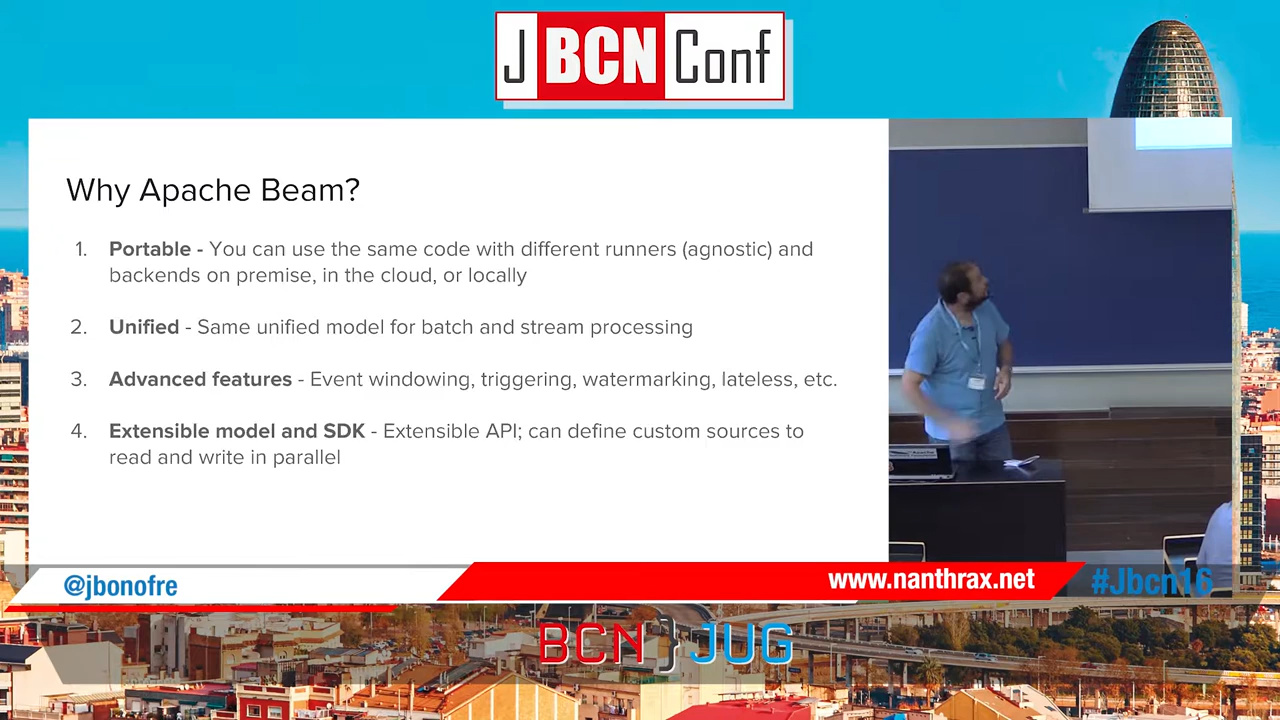 J BCN Conf
Why Apache Beam?
1. Portable - You can use the same code with different runners (agnostic) and
backends on premise, in the cloud, or locally
2. Unified - Same unified model for batch and stream processing
3. Advanced features - Event windowing, triggering, watermarking, lateless, etc.
4. Extensible model and SDK - Extensible API; can define custom sources to
read and write in parallel
@jbonofre
www.nanthrax.net
#Jbcn16
BCN JUG